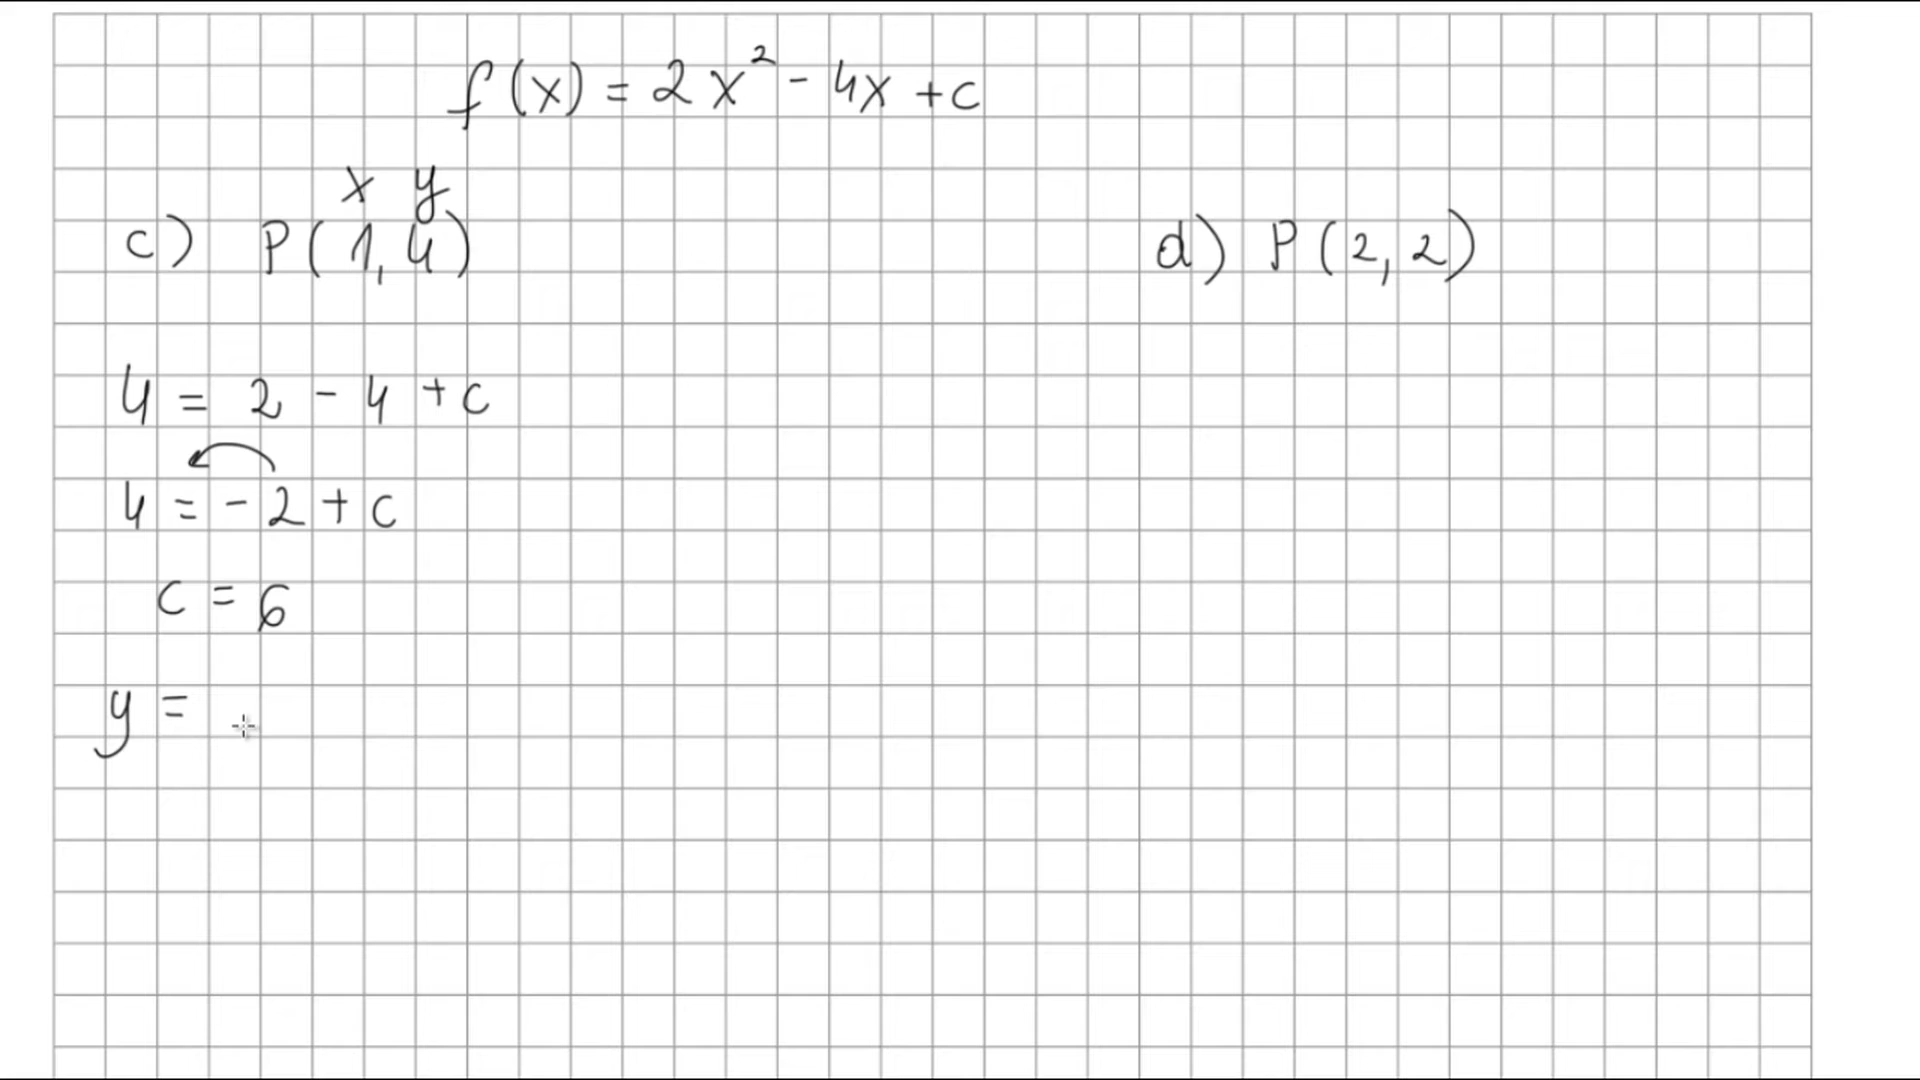 f(x) = 2x² - 4x + c
x y
c) P(1,4)
4 = 2 - 4 + c
4 = -2 + c
c = 6
y =
d) P(2,2)